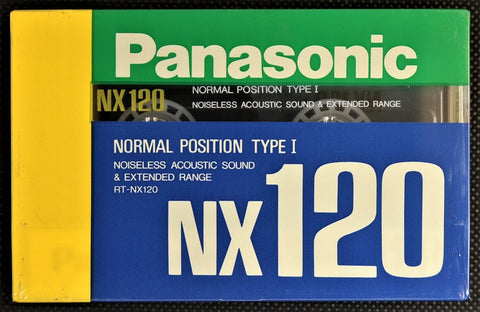 Panasonic
NX120
NORMAL POSITION TYPE I
NOISELESS ACOUSTIC SOUND & EXTENDED RANGE
NORMAL POSITION TYPE I
NOISELESS ACOUSTIC SOUND
& EXTENDED RANGE
RT-NX120
NX120